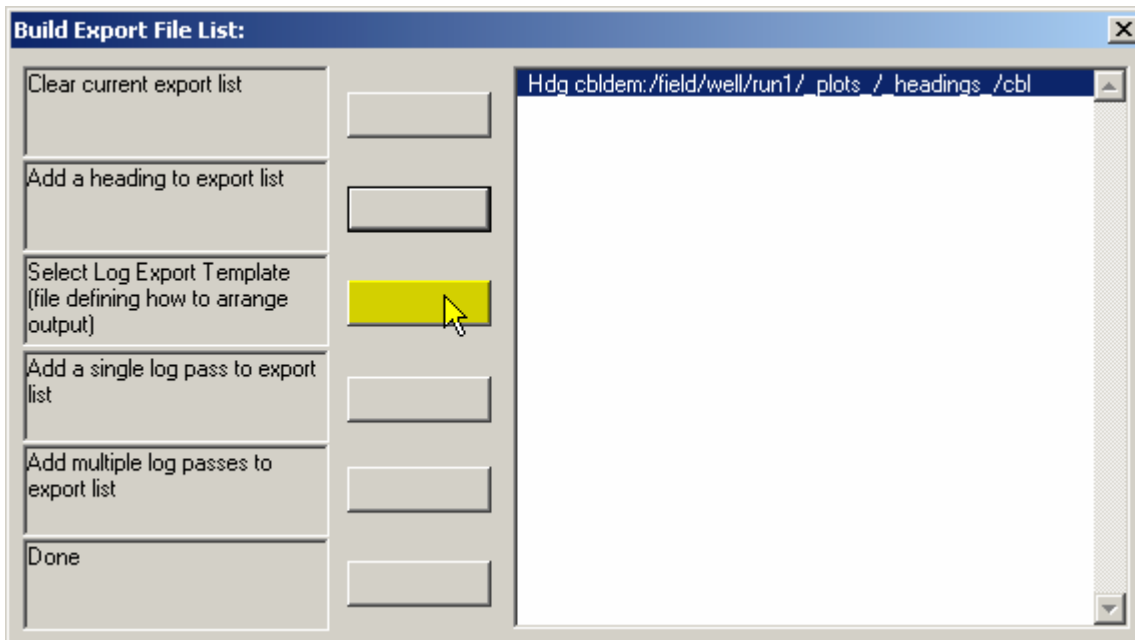 Build Export File List:
Clear current export list
Hdg cbldem:/field/well/run1/_plots_/_headings_/cbl
Add a heading to export list
Select Log Export Template
(file defining how to arrange
output)
Add a single log pass to export
list
Add multiple log passes to
export list
Done